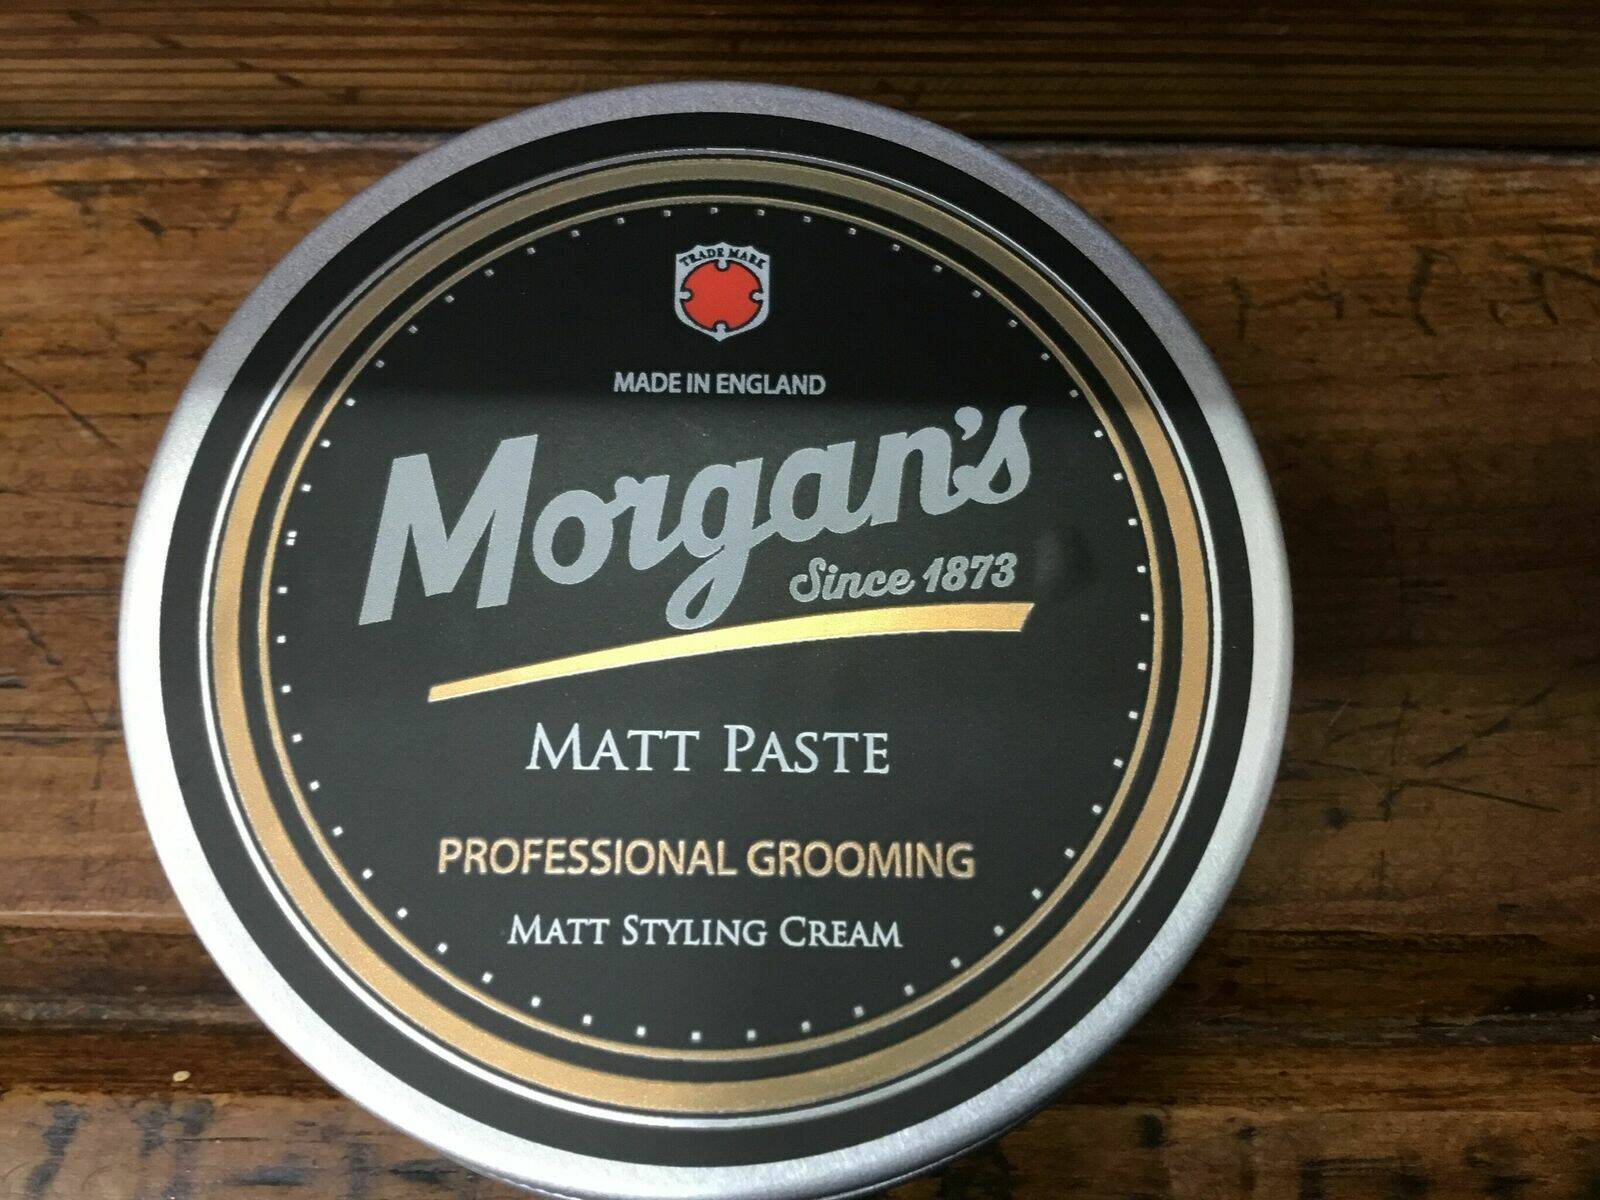 TRADE MARK
MADE IN ENGLAND
Morgan's
Since 1873
MATT PASTE
PROFESSIONAL GROOMING
MATT STYLING CREAM